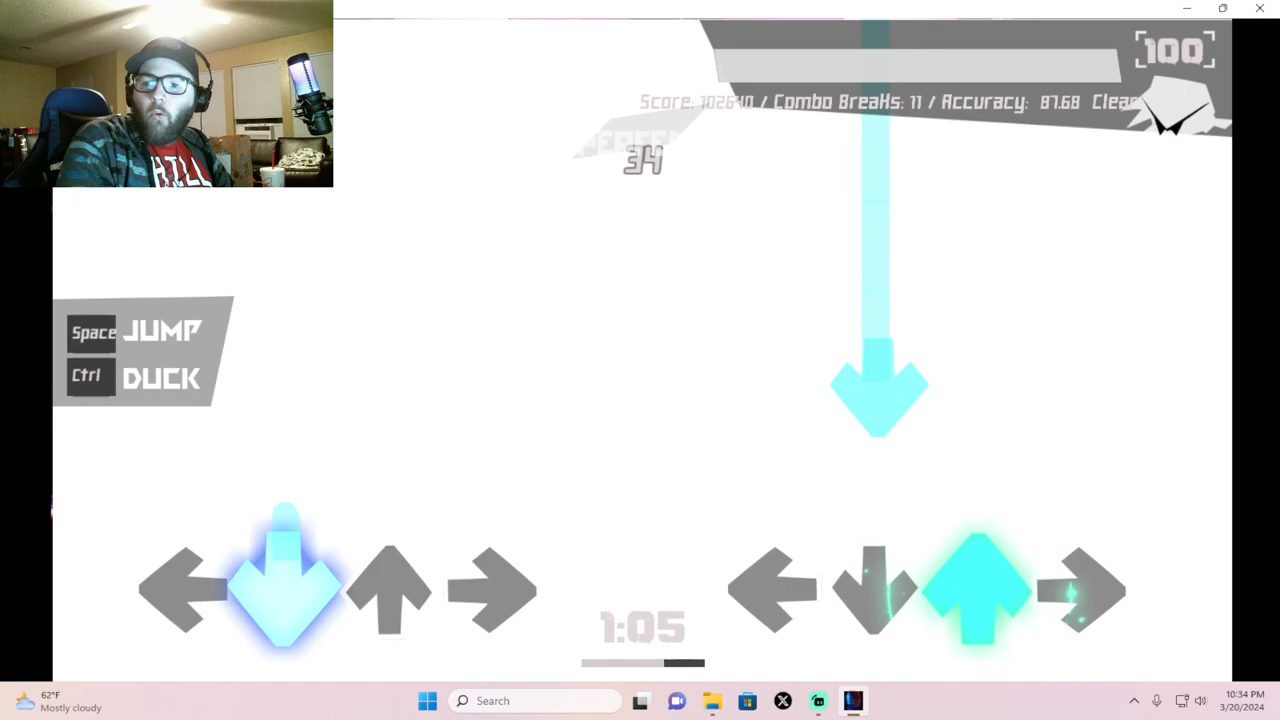 100
Score: 102640 / Combo Breaks: 11 / Accuracy: 87.68 Clear
34
Space JUMP
Ctrl DUCK
1:05
62°F
Mostly cloudy
Search
10:34 PM
3/20/2024